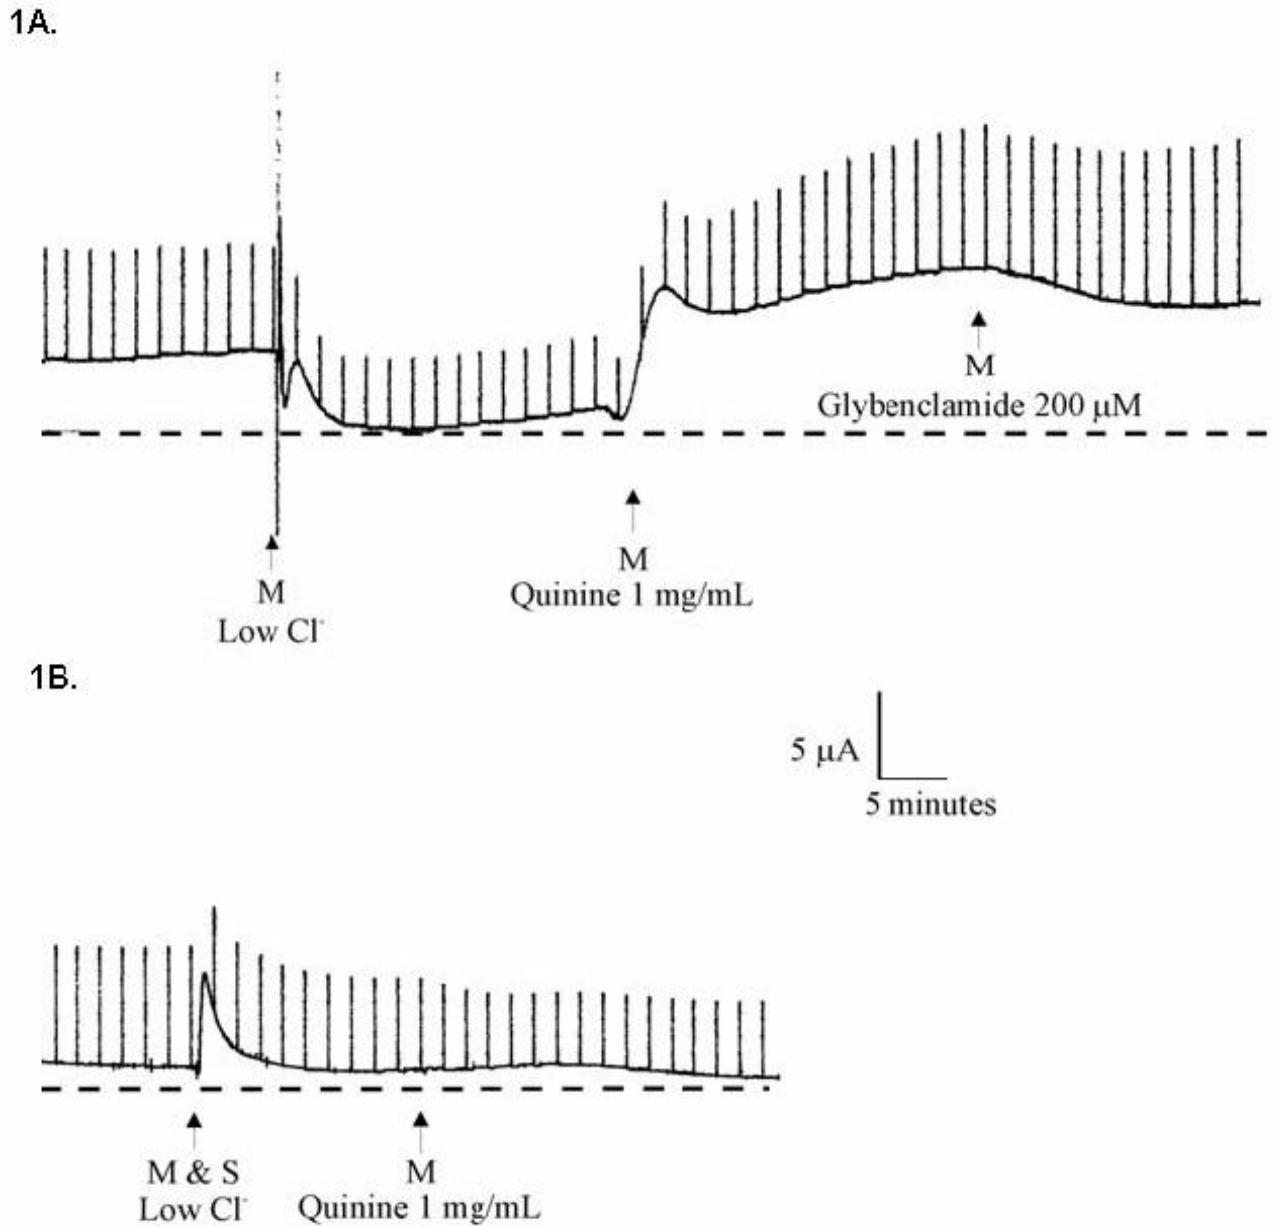 1A.
M
Glybenclamide 200 μM
M
Low Cl⁻
M
Quinine 1 mg/mL
1B.
5 μA
5 minutes
M & S
Low Cl⁻
M
Quinine 1 mg/mL